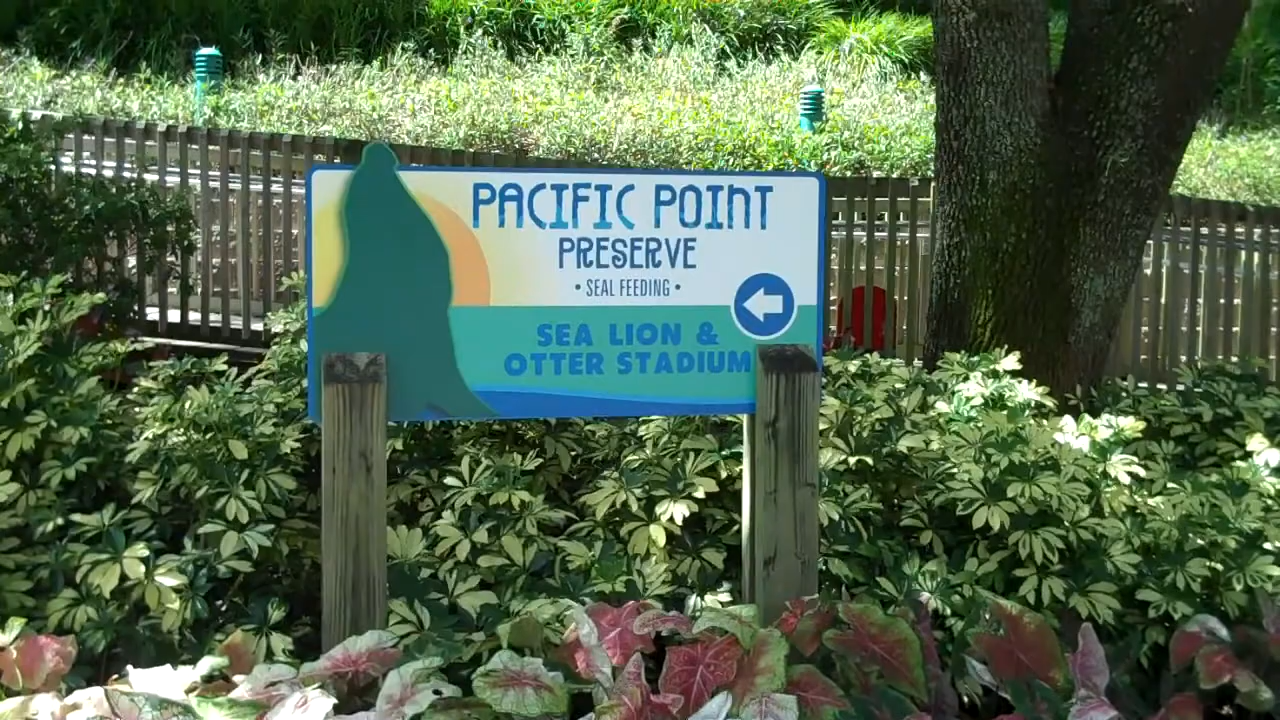 PACIFIC POINT
PRESERVE
• SEAL FEEDING •
SEA LION &
OTTER STADIUM